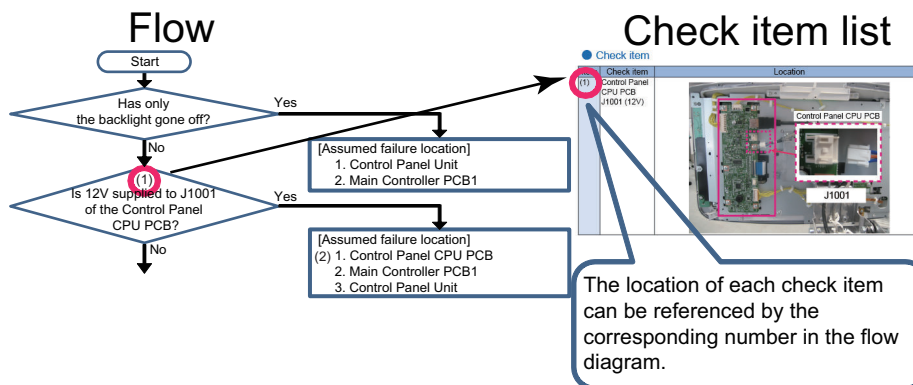 Flow
Check item list
Start
Has only
the backlight gone off?
Yes
No
[Assumed failure location]
1. Control Panel Unit
2. Main Controller PCB1
(1)
Is 12V supplied to J1001
of the Control Panel
CPU PCB?
Yes
No
[Assumed failure location]
(2) 1. Control Panel CPU PCB
2. Main Controller PCB1
3. Control Panel Unit
Check item
Check item
Location
(1)
Control Panel
CPU PCB
J1001 (12V)
Control Panel CPU PCB
J1001
The location of each check item
can be referenced by the
corresponding number in the flow
diagram.